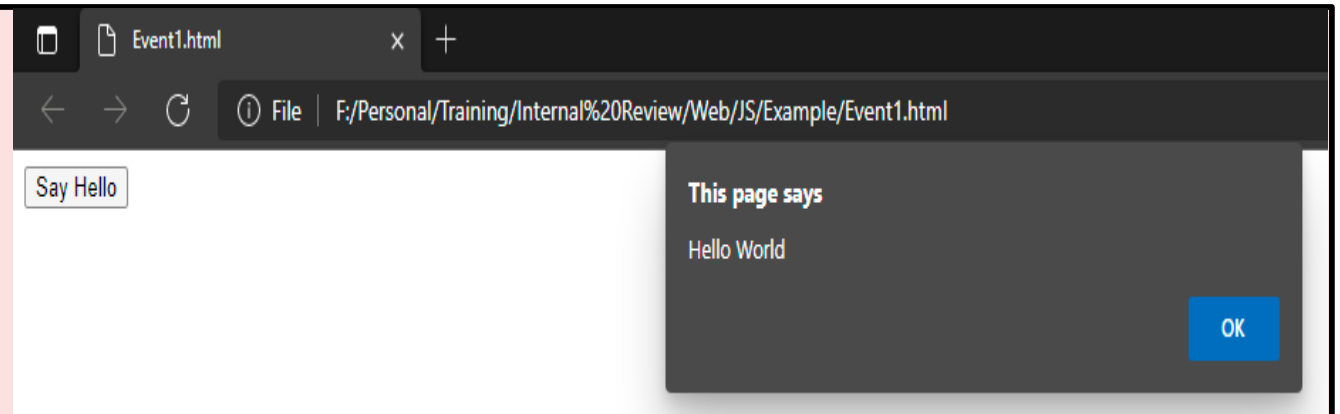 Event1.html
File F:/Personal/Training/Internal%20Review/Web/JS/Example/Event1.html
Say Hello
This page says
Hello World
OK